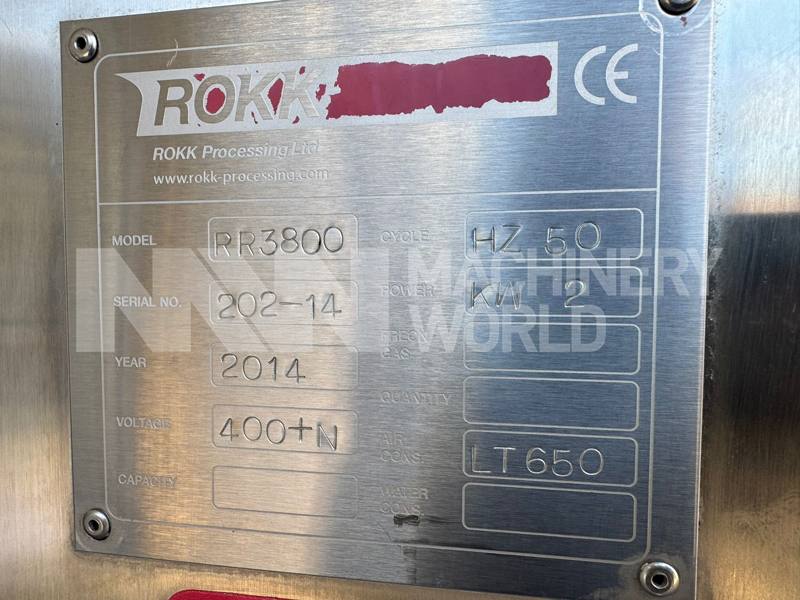 ROKK
CE
ROKK Processing Ltd
www.rokk-processing.com
MODEL RR3800 CYCLE HZ 50
SERIAL NO. 202-14 POWER KW 2
YEAR 2014 FREON GAS
QUANTITY
VOLTAGE 400+N AIR CONS. LT650
CAPACITY WATER CONS.
MW MACHINERY
WORLD